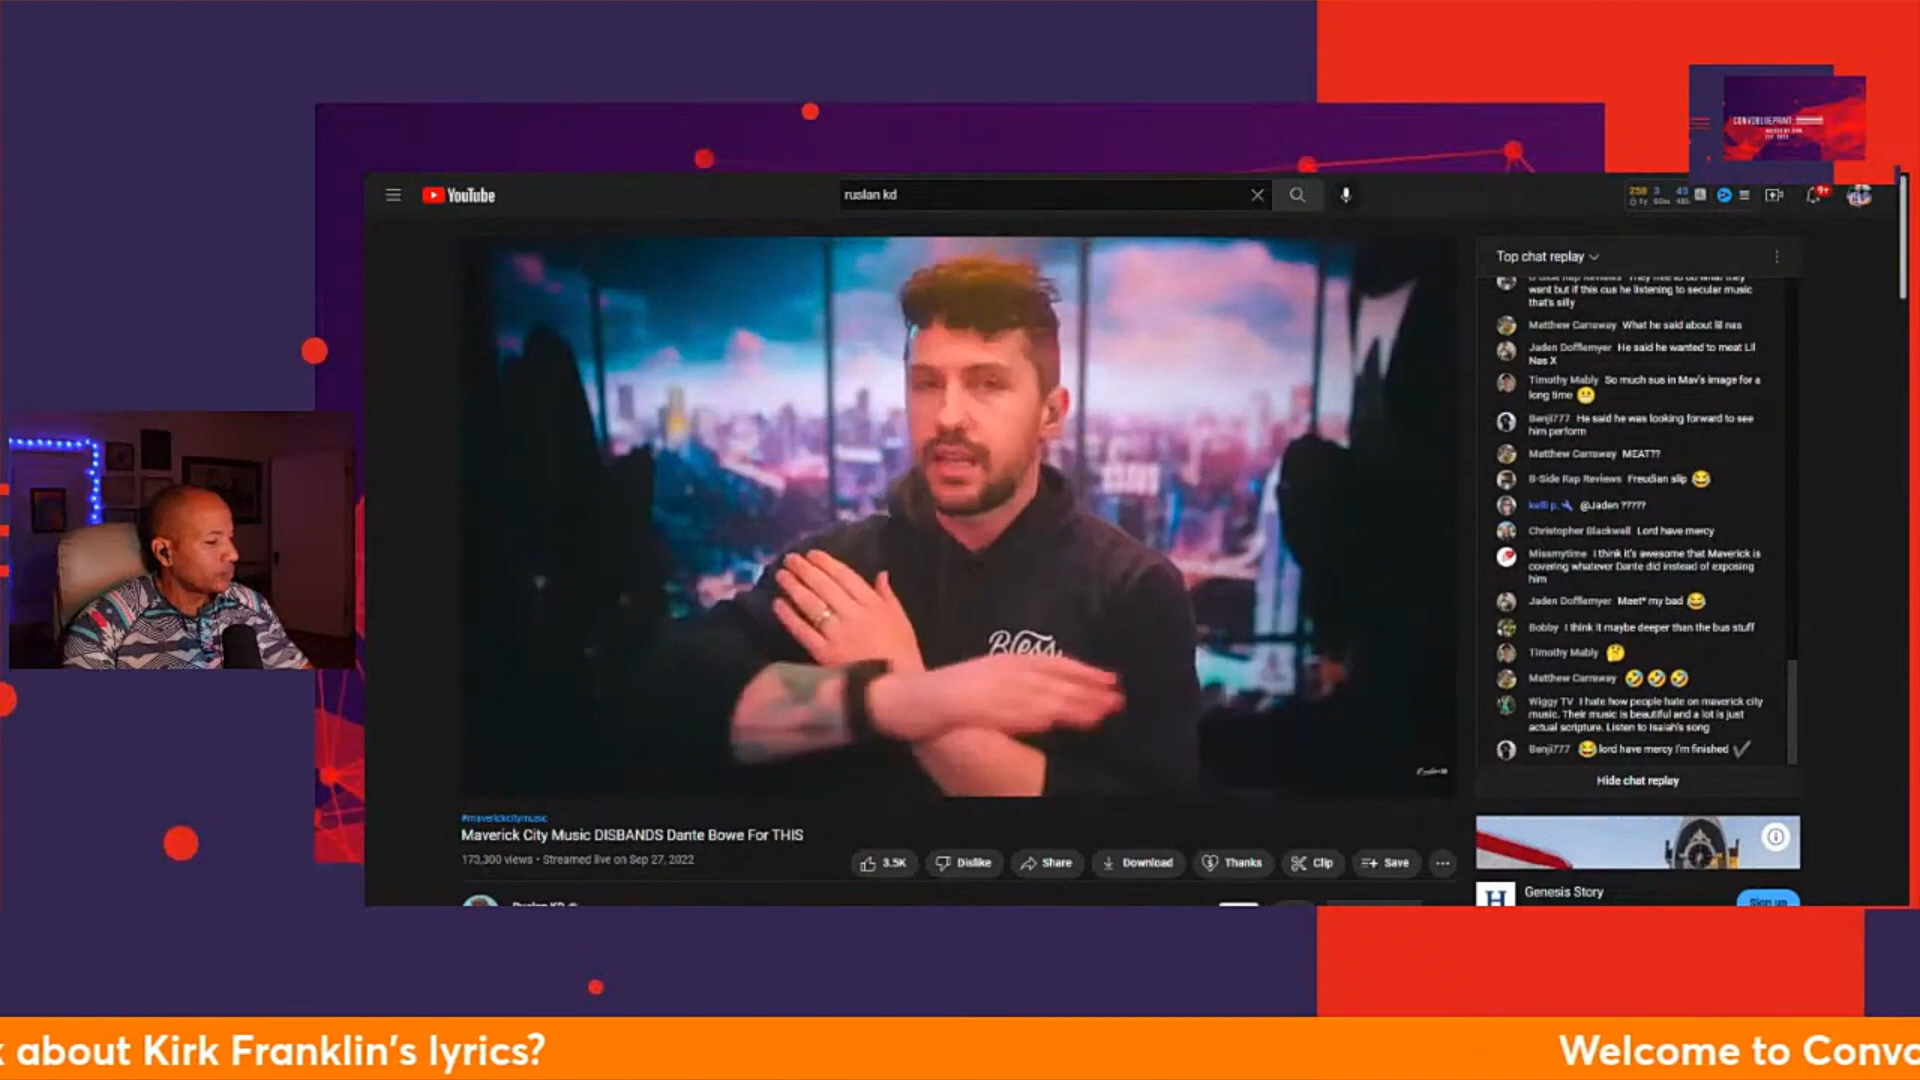 CONVOBLUEPRINT
YouTube
ruslan kd
9+
Top chat replay
want but if this cus he listening to secular music
that's silly
Matthew Carraway What he said about lil nas
Jaden Dofflemyer He said he wanted to meat Lil
Nas X
Timothy Mably So much sus in Mav's image for a
long time 😬
Benji777 He said he was looking forward to see
him perform
Matthew Carraway MEAT??
B-Side Rap Reviews Freudian slip 😂
kelli p. @Jaden ?????
Christopher Blackwell Lord have mercy
Missmytime I think it's awesome that Maverick is
covering whatever Dante did instead of exposing
him
Jaden Dofflemyer Meet* my bad 😂
Bobby I think it maybe deeper than the bus stuff
Timothy Mably 🤔
Matthew Carraway 🤣🤣🤣
Wiggy TV I hate how people hate on maverick city
music. Their music is beautiful and a lot is just
actual scripture. Listen to Isaiah's song
Benji777 😂lord have mercy I'm finished ✔
Hide chat replay
Bless
#maverickcitymusic
Maverick City Music DISBANDS Dante Bowe For THIS
173,300 views • Streamed live on Sep 27, 2022
3.5K
Dislike
Share
Download
Thanks
Clip
Save
Ruslan KD
H
Genesis Story
Sign up
about Kirk Franklin's lyrics?
Welcome to Convo